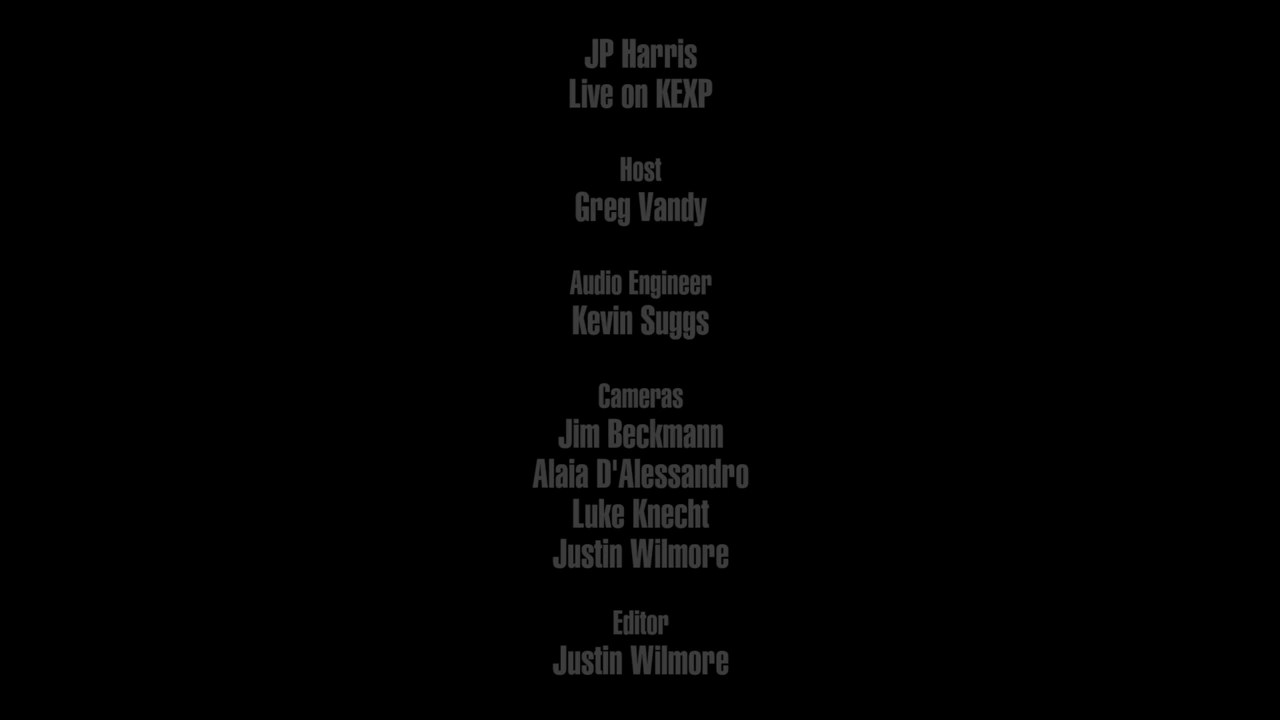 JP Harris
Live on KEXP
Host
Greg Vandy
Audio Engineer
Kevin Suggs
Cameras
Jim Beckmann
Alaia D'Alessandro
Luke Knecht
Justin Wilmore
Editor
Justin Wilmore